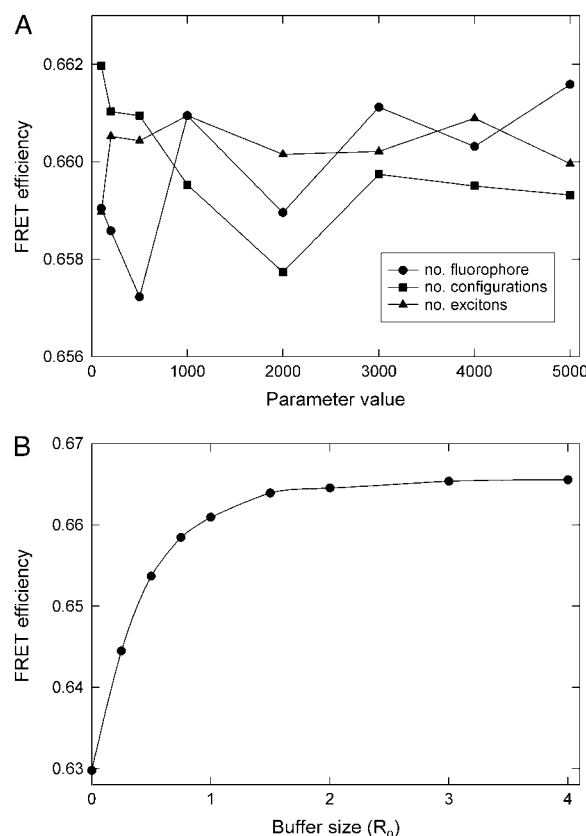 A
FRET efficiency
0.662
0.660
0.658
0.656
no. fluorophore
no. configurations
no. excitons
0 1000 2000 3000 4000 5000
Parameter value
B
FRET efficiency
0.67
0.66
0.65
0.64
0.63
0 1 2 3 4
Buffer size (R₀)